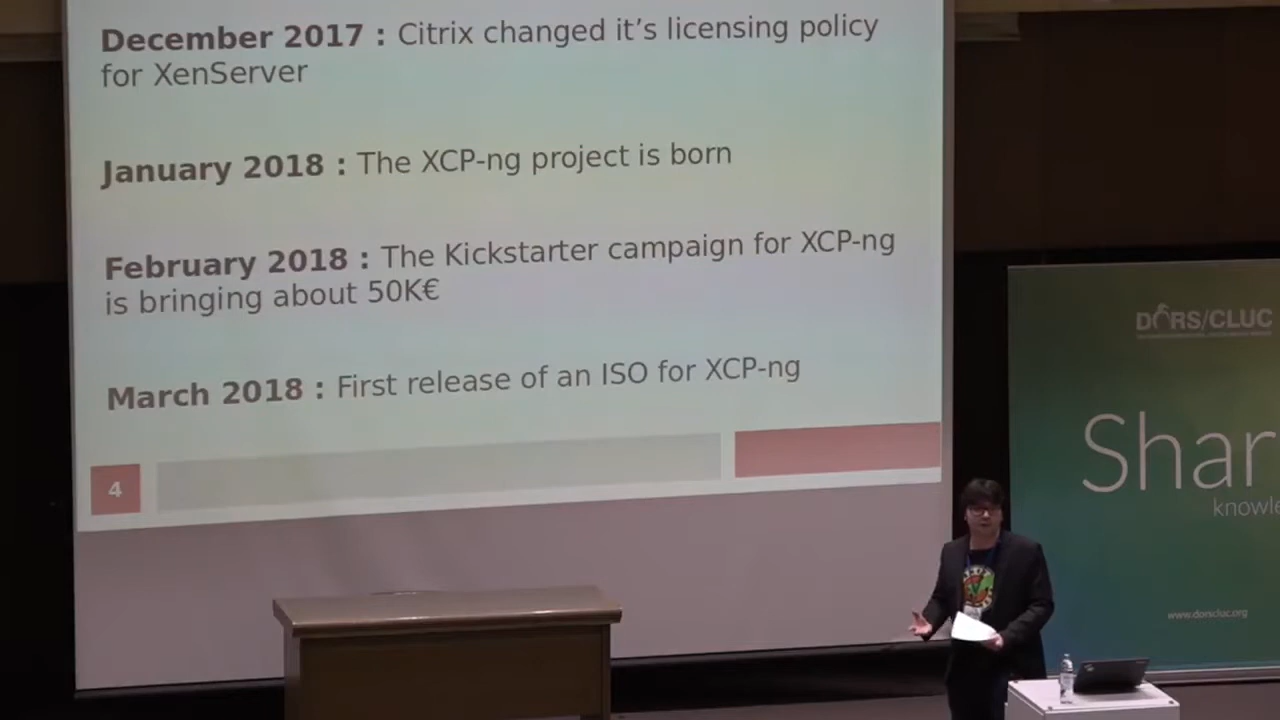 December 2017 : Citrix changed it's licensing policy
for XenServer
January 2018 : The XCP-ng project is born
February 2018 : The Kickstarter campaign for XCP-ng
is bringing about 50K€
March 2018 : First release of an ISO for XCP-ng
4
DORS/CLUC
Shar
knowle
www.dorscluc.org